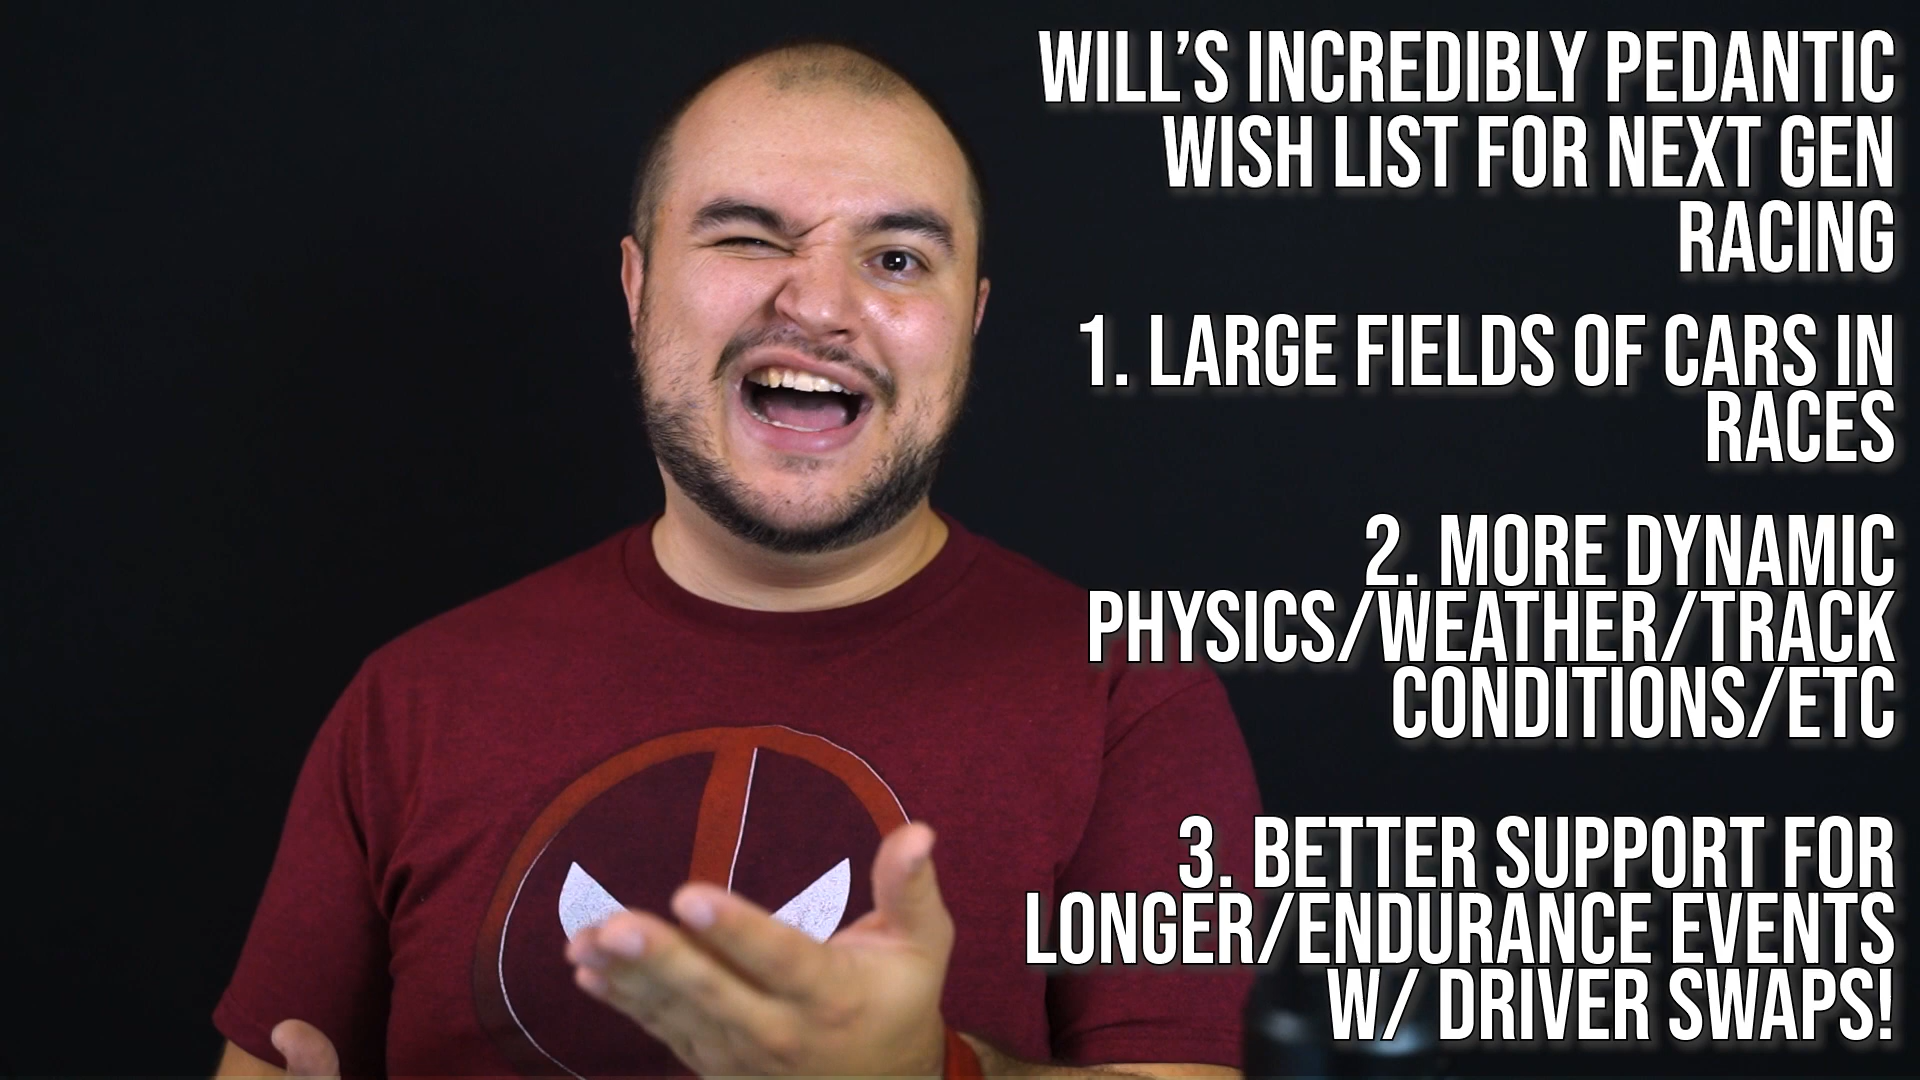 WILL'S INCREDIBLY PEDANTIC
WISH LIST FOR NEXT GEN
RACING
1. LARGE FIELDS OF CARS IN
RACES
2. MORE DYNAMIC
PHYSICS/WEATHER/TRACK
CONDITIONS/ETC
3. BETTER SUPPORT FOR
LONGER/ENDURANCE EVENTS
W/ DRIVER SWAPS!